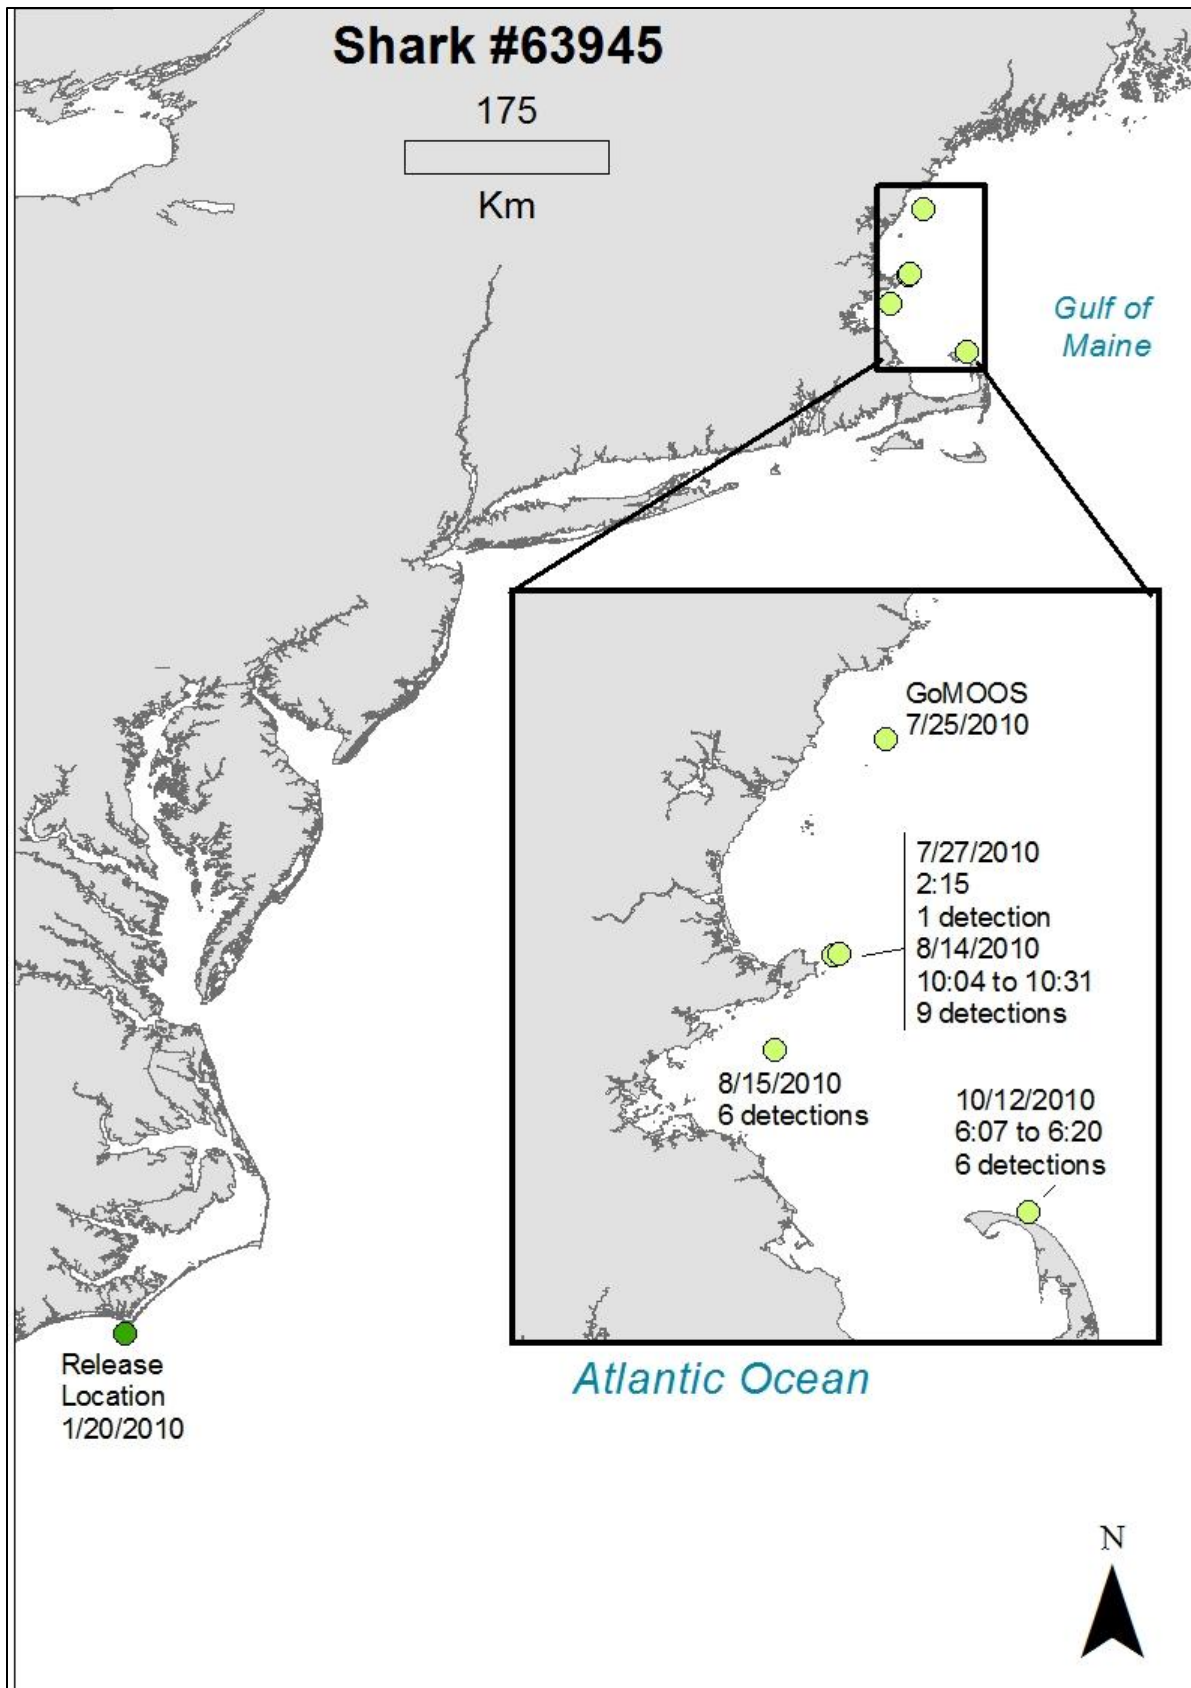 Shark #63945
175
Km
Gulf of
Maine
GoMOOS
7/25/2010
7/27/2010
2:15
1 detection
8/14/2010
10:04 to 10:31
9 detections
8/15/2010
6 detections
10/12/2010
6:07 to 6:20
6 detections
Release
Location
1/20/2010
Atlantic Ocean
N